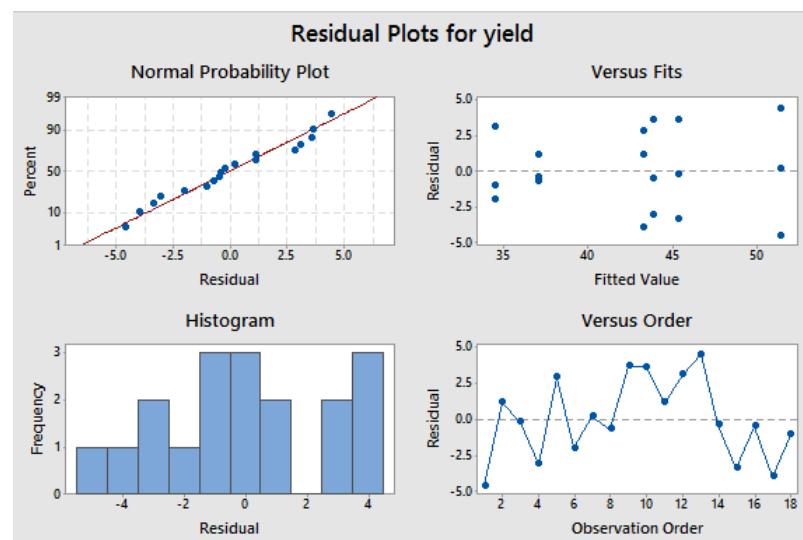 Residual Plots for yield
Normal Probability Plot
99
90
50
10
1
Percent
-5.0 -2.5 0.0 2.5 5.0
Residual
Versus Fits
5.0
2.5
0.0
-2.5
-5.0
Residual
35 40 45 50
Fitted Value
Histogram
3
2
1
0
Frequency
-4 -2 0 2 4
Residual
Versus Order
5.0
2.5
0.0
-2.5
-5.0
Residual
2 4 6 8 10 12 14 16 18
Observation Order